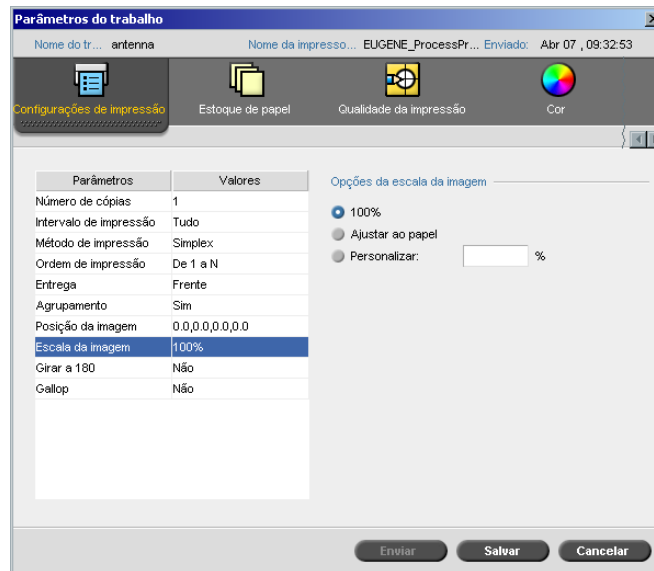 Parâmetros do trabalho
Nome do tr... antenna Nome da impresso... EUGENE_ProcessPr... Enviado: Abr 07 , 09:32:53
Configurações de impressão Estoque de papel Qualidade da impressão Cor
Parâmetros Valores Opções da escala da imagem
Número de cópias 1 100%
Intervalo de impressão Tudo Ajustar ao papel
Método de impressão Simplex Personalizar: %
Ordem de impressão De 1 a N
Entrega Frente
Agrupamento Sim
Posição da imagem 0.0,0.0,0.0,0.0
Escala da imagem 100%
Girar a 180 Não
Gallop Não
Enviar Salvar Cancelar